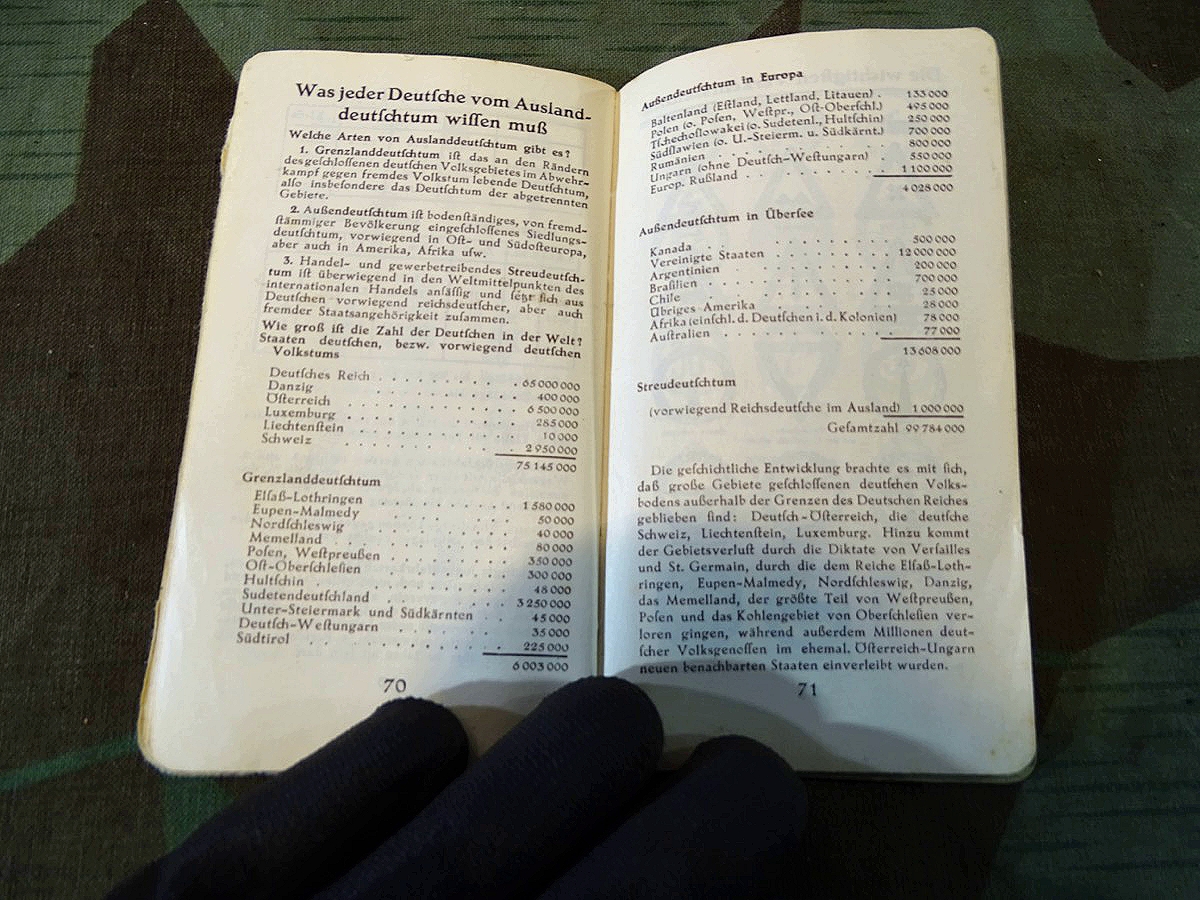 Was jeder Deutſche vom Ausland-
deutſchtum wiſſen muß
Welche Arten von Auslanddeutſchtum gibt es?
1. Grenzlanddeutſchtum iſt das an den Rändern
des geſchloſſenen deutſchen Volksgebietes im Abwehr-
kampf gegen fremdes Volkstum lebende Deutſchtum,
alſo insbeſondere das Deutſchtum der abgetrennten
Gebiete.
2. Außendeutſchtum iſt bodenſtändiges, von fremd-
ſtämmiger Bevölkerung eingeſchloſſenes Siedlungs-
deutſchtum, vorwiegend in Oſt- und Südoſteuropa,
aber auch in Amerika, Afrika uſw.
3. Handel- und gewerbetreibendes Streudeutſch-
tum iſt überwiegend in den Weltmittelpunkten des
internationalen Handels anſäſſig und ſetzt ſich aus
Deutſchen vorwiegend reichsdeutſcher, aber auch
fremder Staatsangehörigkeit zuſammen.
Wie groß iſt die Zahl der Deutſchen in der Welt?
Staaten deutſchen, bezw. vorwiegend deutſchen
Volkstums
Deutſches Reich . . . . . . . . . 65 000 000
Danzig . . . . . . . . . 400 000
Öſterreich . . . . . . . . . 6 500 000
Luxemburg . . . . . . . . . 285 000
Liechtenſtein . . . . . . . . . 10 000
Schweiz . . . . . . . . . 2 950 000
75 145 000
Grenzlanddeutſchtum
Elſaß-Lothringen . . . . . . . . . 1 580 000
Eupen-Malmedy . . . . . . . . . 50 000
Nordſchleswig . . . . . . . . . 40 000
Memelland . . . . . . . . . 80 000
Poſen, Weſtpreußen . . . . . . . . 350 000
Oſt-Oberſchleſien . . . . . . . . 300 000
Hultſchin . . . . . . . . . 48 000
Sudetendeutſchland . . . . . . . . 3 250 000
Unter-Steiermark und Südkärnten . . 45 000
Deutſch-Weſtungarn . . . . . . . 35 000
Südtirol . . . . . . . . . 225 000
6 003 000
70
Außendeutſchtum in Europa
Baltenland (Eſtland, Lettland, Litauen) . 133 000
Polen (o. Poſen, Weſtpr., Oſt-Oberſchl.) 495 000
Tſchechoſlowakei (o. Sudetenl., Hultſchin) 250 000
Südſlawien (o. U.-Steierm. u. Südkärnt.) 700 000
Rumänien . . . . . . . . . 800 000
Ungarn (ohne Deutſch-Weſtungarn) . 550 000
Europ. Rußland . . . . . . . . 1 100 000
4 028 000
Außendeutſchtum in Überſee
Kanada . . . . . . . . . 500 000
Vereinigte Staaten . . . . . . . . 12 000 000
Argentinien . . . . . . . . . 200 000
Braſilien . . . . . . . . . 700 000
Chile . . . . . . . . . 25 000
Übriges Amerika . . . . . . . . 28 000
Afrika (einſchl. d. Deutſchen i. d. Kolonien) 78 000
Auſtralien . . . . . . . . . 77 000
13 608 000
Streudeutſchtum
(vorwiegend Reichsdeutſche im Ausland) 1 000 000
Geſamtzahl 99 784 000
Die geſchichtliche Entwicklung brachte es mit ſich,
daß große Gebiete geſchloſſenen deutſchen Volks-
bodens außerhalb der Grenzen des Deutſchen Reiches
geblieben ſind: Deutſch-Öſterreich, die deutſche
Schweiz, Liechtenſtein, Luxemburg. Hinzu kommt
der Gebietsverluſt durch die Diktate von Verſailles
und St. Germain, durch die dem Reiche Elſaß-Loth-
ringen, Eupen-Malmedy, Nordſchleswig, Danzig,
das Memelland, der größte Teil von Weſtpreußen,
Poſen und das Kohlengebiet von Oberſchleſien ver-
loren gingen, während außerdem Millionen deut-
ſcher Volksgenoſſen im ehemal. Öſterreich-Ungarn
neuen benachbarten Staaten einverleibt wurden.
71